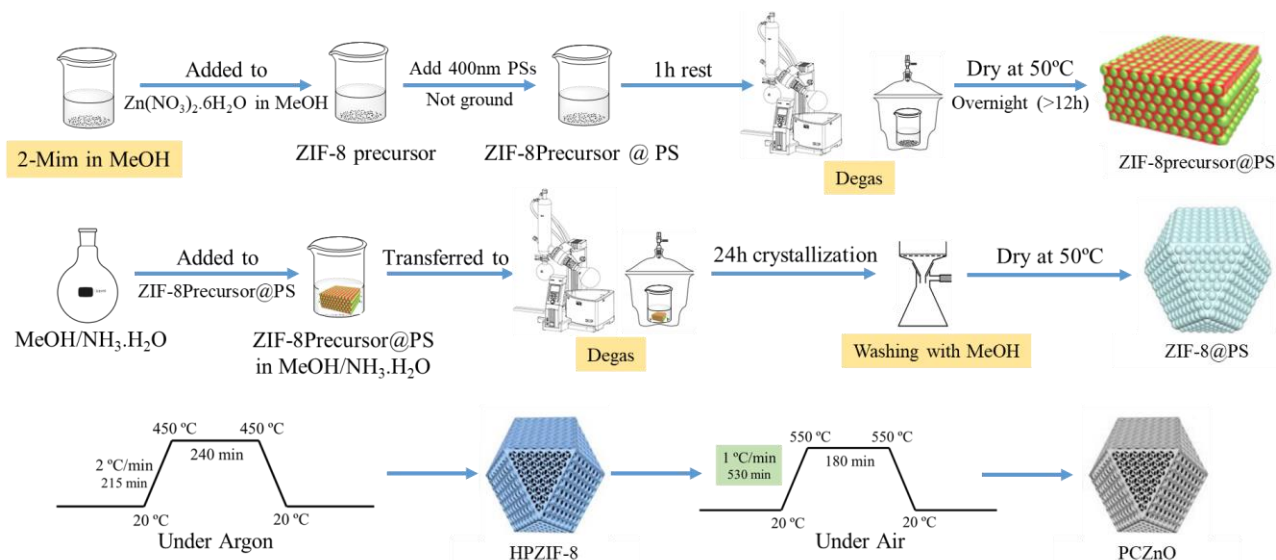 Added to
Zn(NO₃)₂.6H₂O in MeOH
Add 400nm PSs
Not ground
1h rest
Dry at 50ºC
Overnight (>12h)
2-Mim in MeOH
ZIF-8 precursor
ZIF-8Precursor @ PS
Degas
ZIF-8precursor@PS
Added to
ZIF-8Precursor@PS
Transferred to
24h crystallization
Dry at 50ºC
MeOH/NH₃.H₂O
ZIF-8Precursor@PS
in MeOH/NH₃.H₂O
Degas
Washing with MeOH
ZIF-8@PS
450 ºC
450 ºC
240 min
2 ºC/min
215 min
20 ºC
20 ºC
Under Argon
HPZIF-8
550 ºC
550 ºC
1 ºC/min
530 min
180 min
20 ºC
20 ºC
Under Air
PCZnO